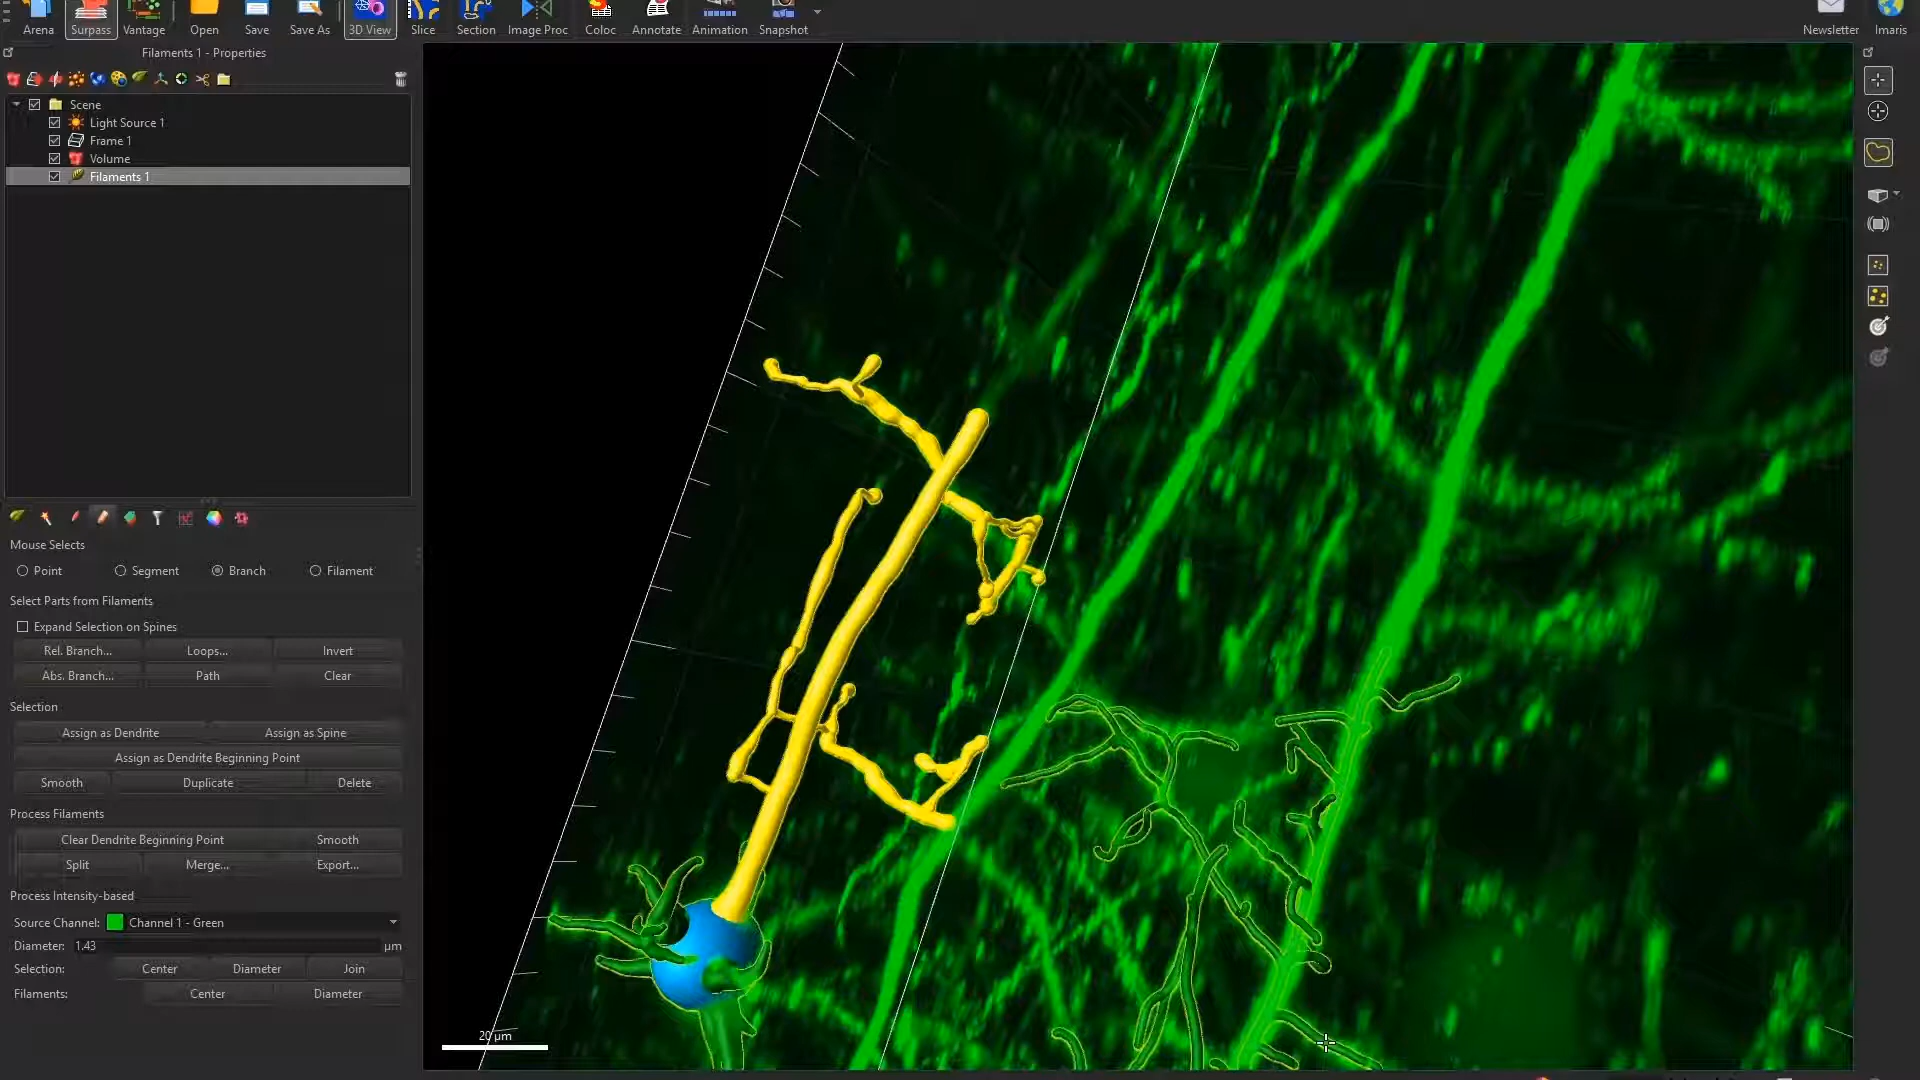 Arena Surpass Vantage Open Save Save As 3D View Slice Section Image Proc Coloc Annotate Animation Snapshot Newsletter Imaris
Filaments 1 - Properties
Scene
Light Source 1
Frame 1
Volume
Filaments 1
Mouse Selects
Point Segment Branch Filament
Select Parts from Filaments
Expand Selection on Spines
Rel. Branch... Loops... Invert
Abs. Branch... Path Clear
Selection
Assign as Dendrite Assign as Spine
Assign as Dendrite Beginning Point
Smooth Duplicate Delete
Process Filaments
Clear Dendrite Beginning Point Smooth
Split Merge... Export...
Process Intensity-based
Source Channel: Channel 1 - Green
Diameter: 1.43 µm
Selection: Center Diameter Join
Filaments: Center Diameter
20 µm